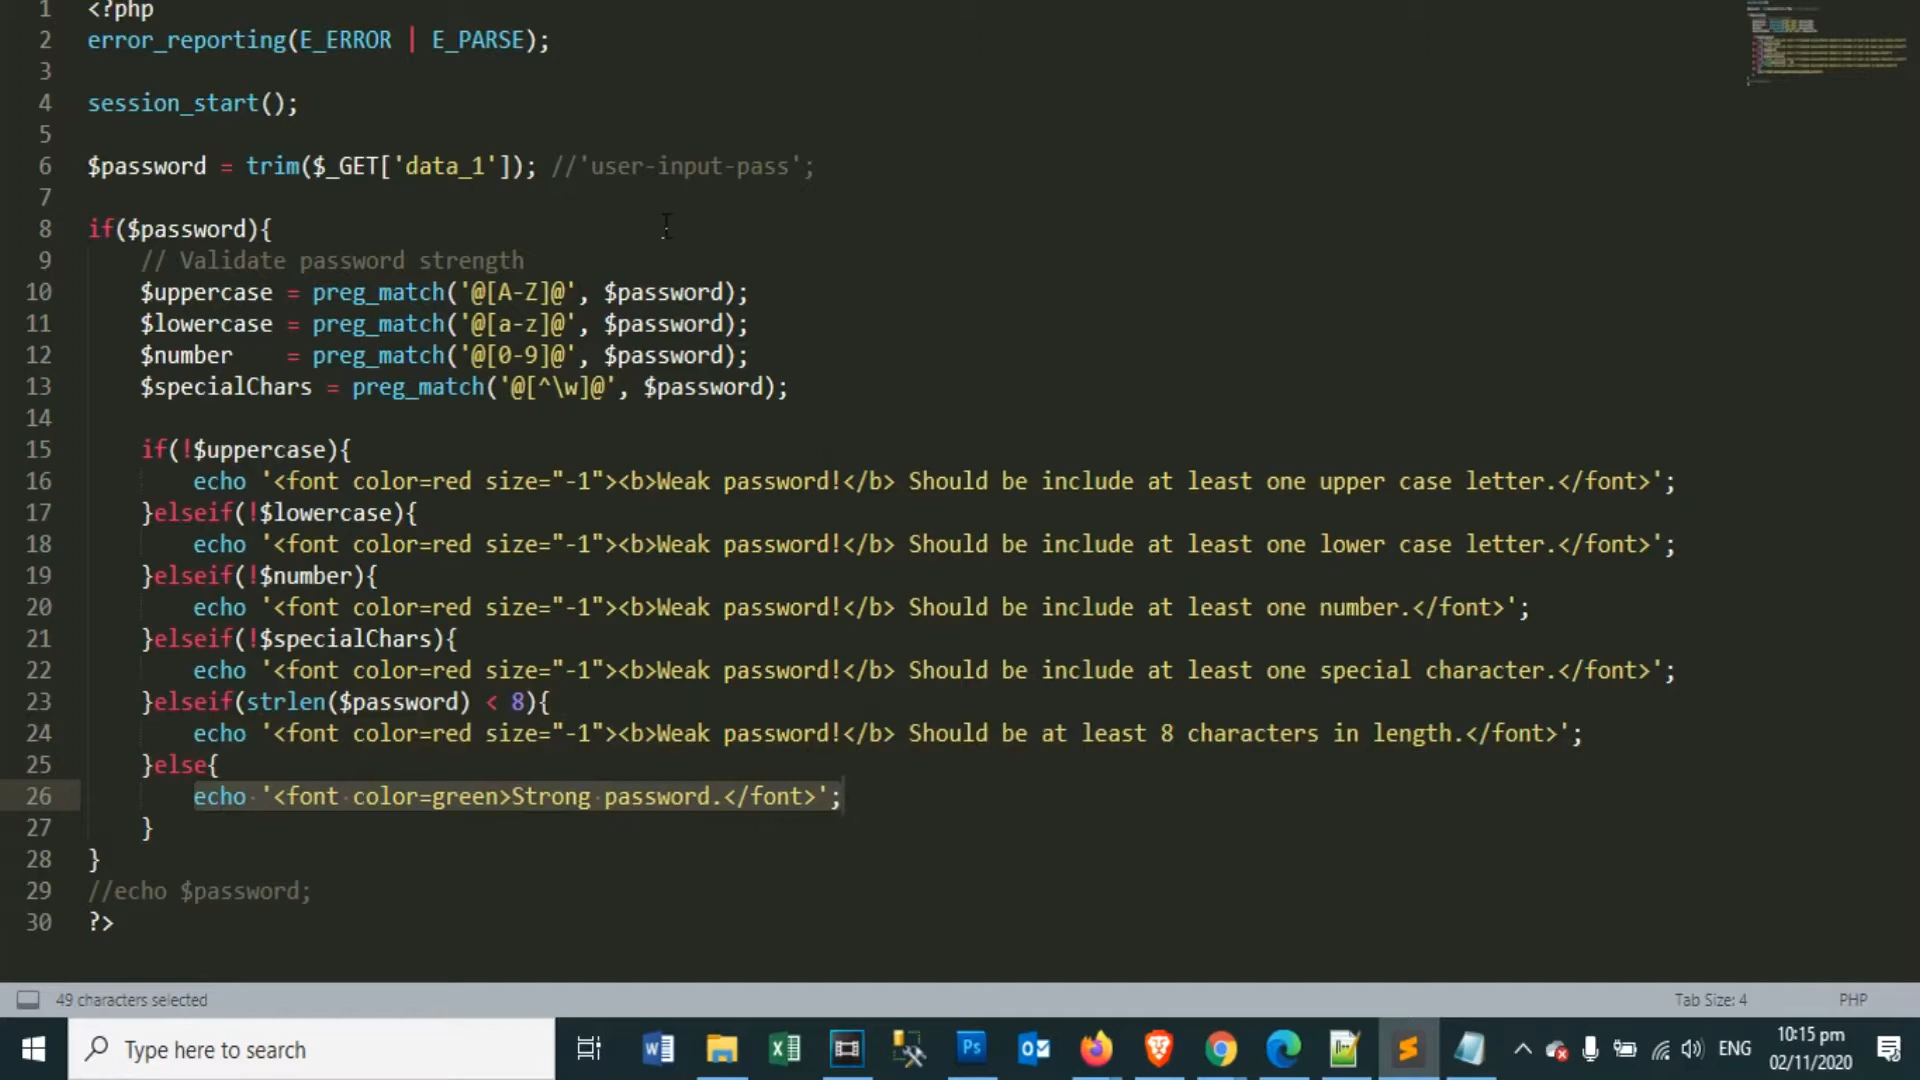 1 <?php
2 error_reporting(E_ERROR | E_PARSE);
3
4 session_start();
5
6 $password = trim($_GET['data_1']); //'user-input-pass';
7
8 if($password){
9 // Validate password strength
10 $uppercase = preg_match('@[A-Z]@', $password);
11 $lowercase = preg_match('@[a-z]@', $password);
12 $number    = preg_match('@[0-9]@', $password);
13 $specialChars = preg_match('@[^\w]@', $password);
14
15 if(!$uppercase){
16 echo '<font color=red size="-1"><b>Weak password!</b> Should be include at least one upper case letter.</font>';
17 }elseif(!$lowercase){
18 echo '<font color=red size="-1"><b>Weak password!</b> Should be include at least one lower case letter.</font>';
19 }elseif(!$number){
20 echo '<font color=red size="-1"><b>Weak password!</b> Should be include at least one number.</font>';
21 }elseif(!$specialChars){
22 echo '<font color=red size="-1"><b>Weak password!</b> Should be include at least one special character.</font>';
23 }elseif(strlen($password) < 8){
24 echo '<font color=red size="-1"><b>Weak password!</b> Should be at least 8 characters in length.</font>';
25 }else{
26 echo '<font color=green>Strong password.</font>';
27 }
28 }
29 //echo $password;
30 ?>
49 characters selected Tab Size: 4 PHP
Type here to search ENG 10:15 pm
02/11/2020